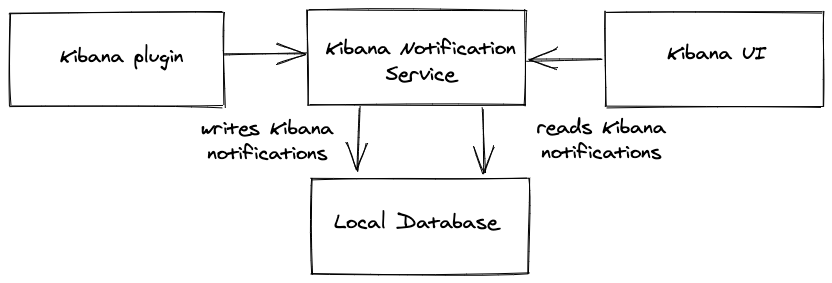 Kibana plugin
Kibana Notification
Service
Kibana UI
writes Kibana
notifications
reads Kibana
notifications
Local Database